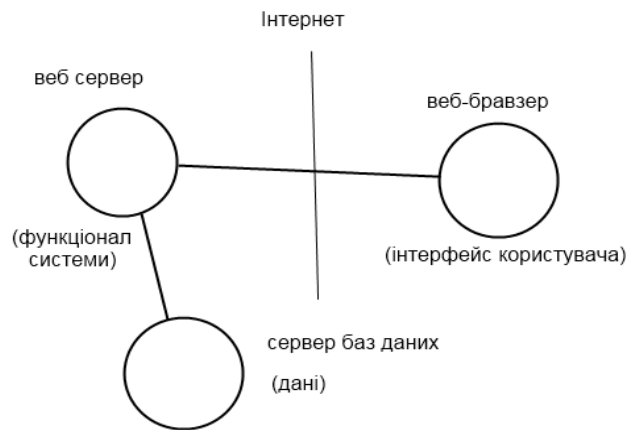 Інтернет
веб сервер
веб-бравзер
(функціонал
системи)
(інтерфейс користувача)
сервер баз даних
(дані)